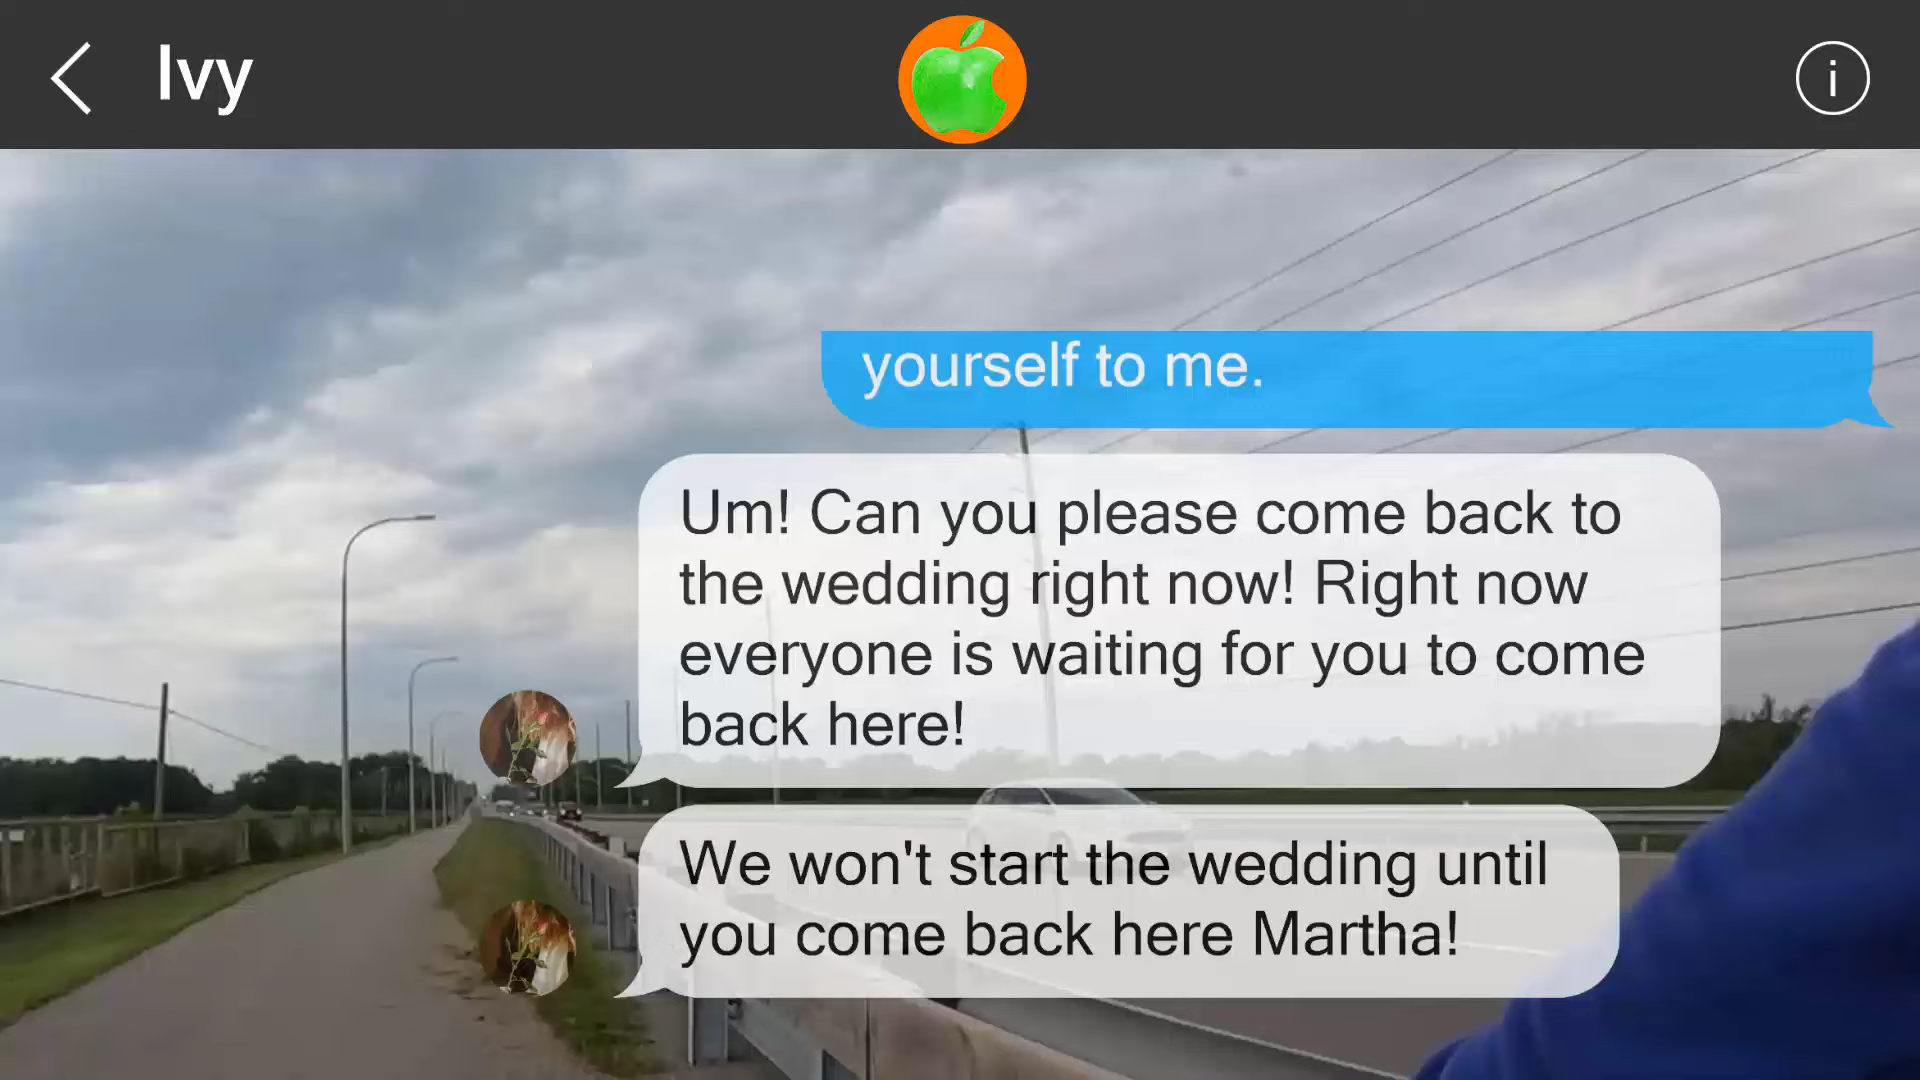 Ivy
i
yourself to me.
Um! Can you please come back to
the wedding right now! Right now
everyone is waiting for you to come
back here!
We won't start the wedding until
you come back here Martha!